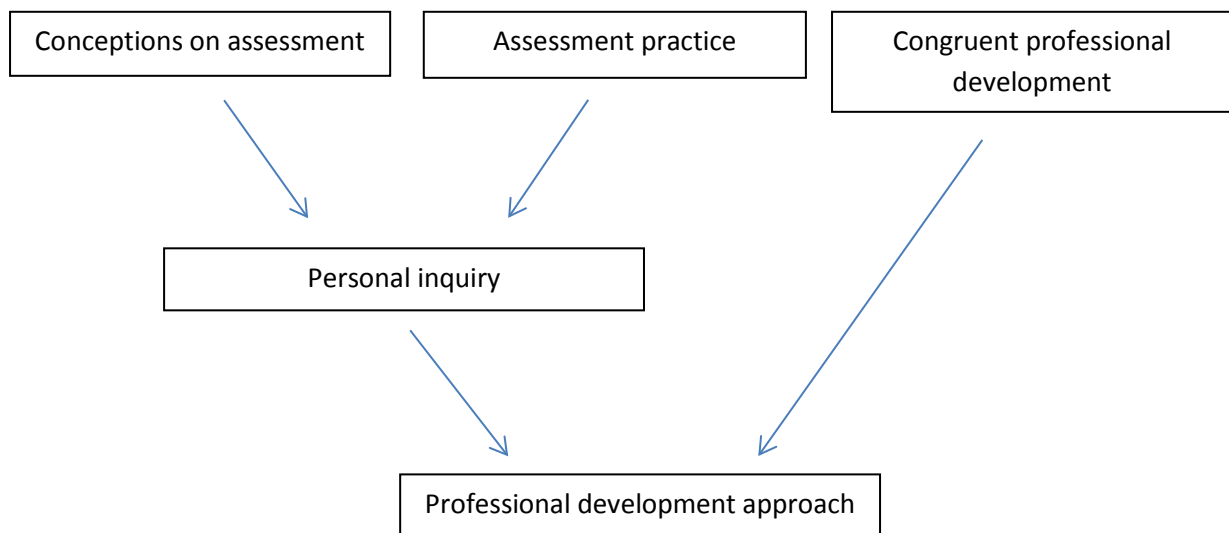 Conceptions on assessment
Assessment practice
Congruent professional
development
Personal inquiry
Professional development approach